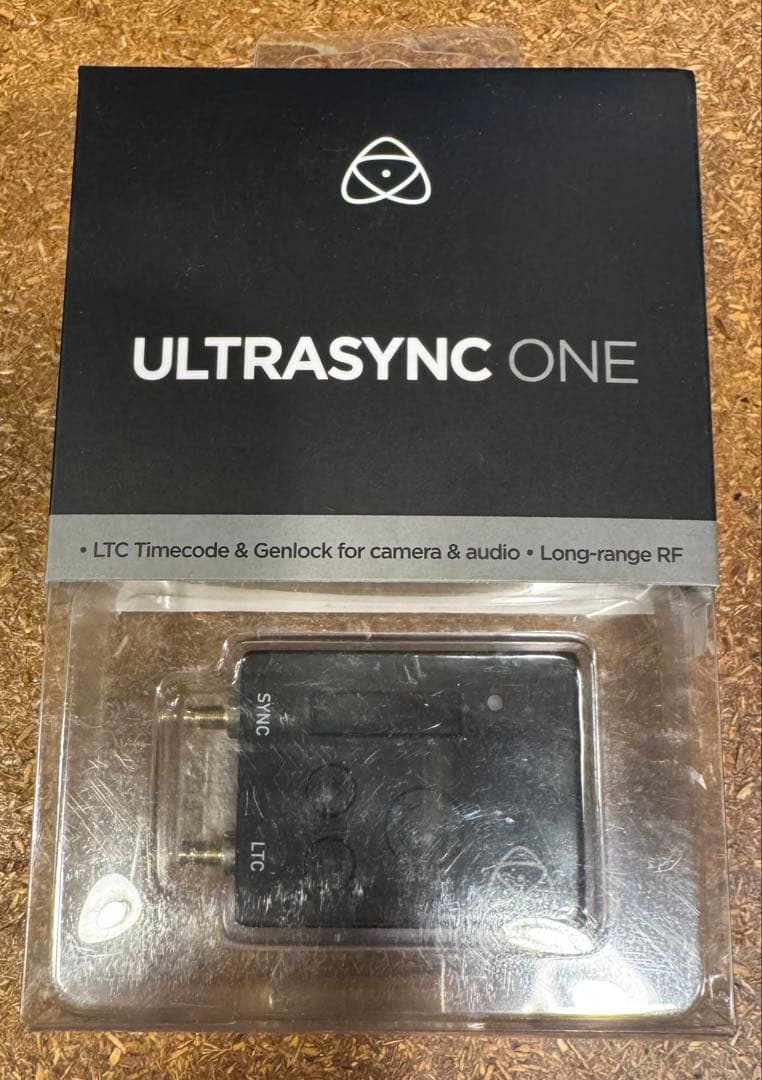 ULTRASYNC ONE
• LTC Timecode & Genlock for camera & audio • Long-range RF
SYNC
LTC